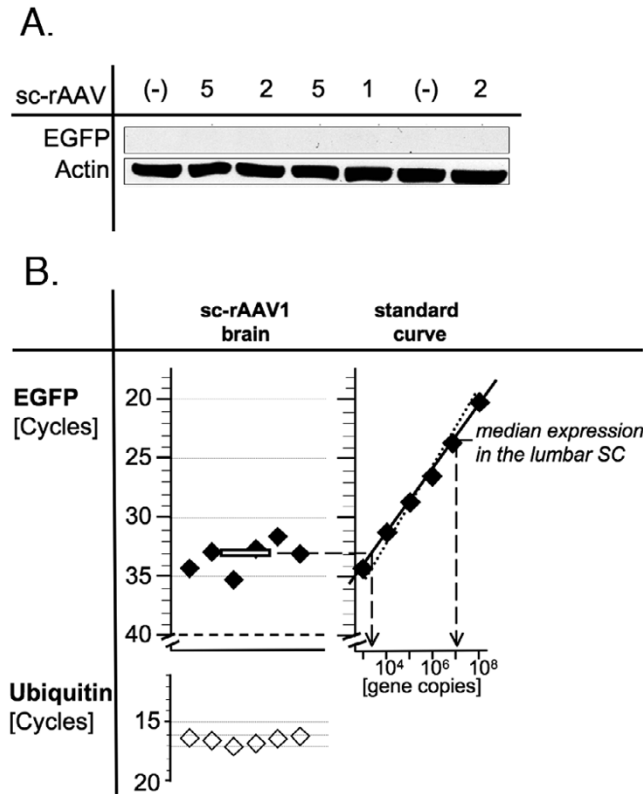 A.
sc-rAAV (-) 5 2 5 1 (-) 2
EGFP
Actin
B.
sc-rAAV1 brain
standard curve
EGFP
[Cycles]
20
25
30
35
40
median expression
in the lumbar SC
10⁴ 10⁶ 10⁸
[gene copies]
Ubiquitin
[Cycles]
15
20